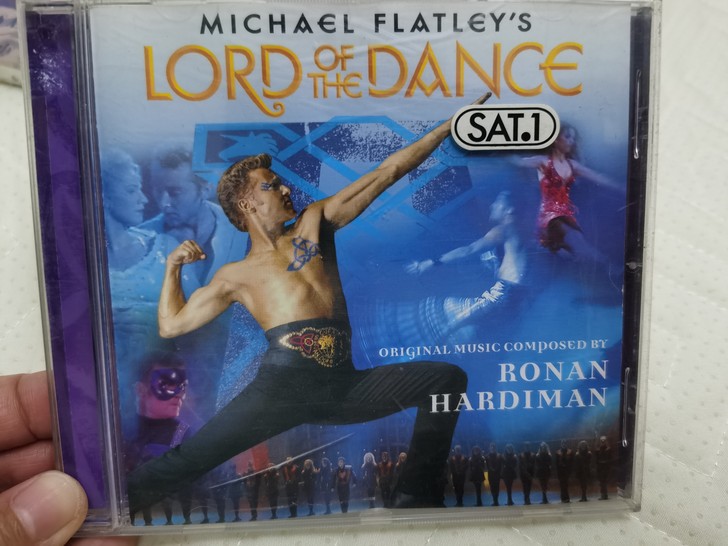 MICHAEL FLATLEY'S
LORD OF THE DANCE
SAT.1
ORIGINAL MUSIC COMPOSED BY
RONAN
HARDIMAN